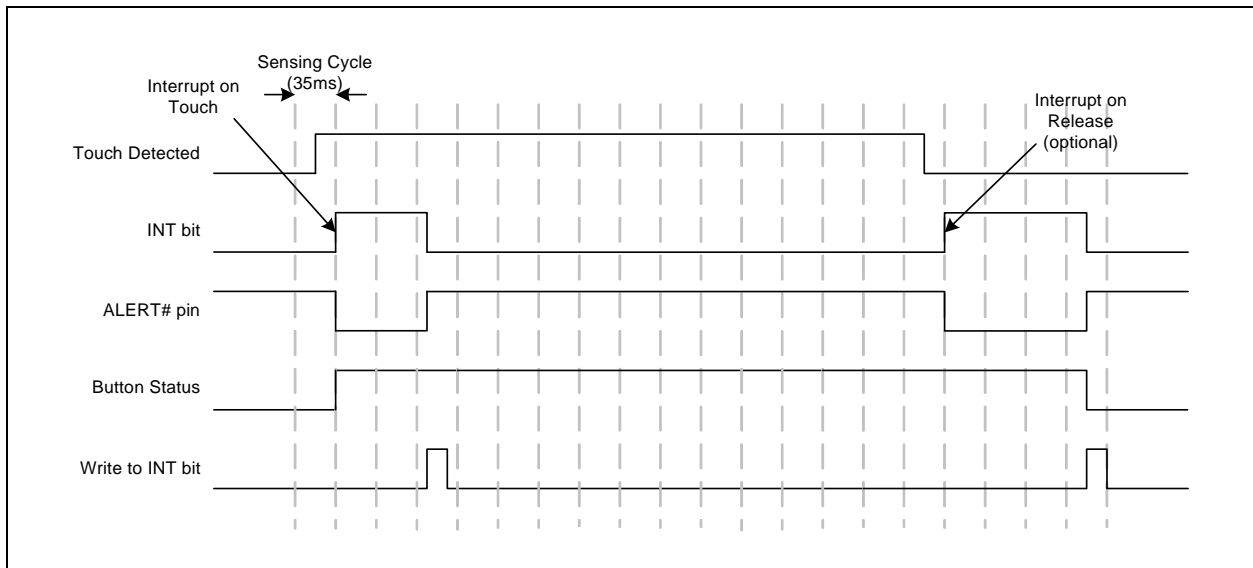 Sensing Cycle
(35ms)
Interrupt on
Touch
Interrupt on
Release
(optional)
Touch Detected
INT bit
ALERT# pin
Button Status
Write to INT bit